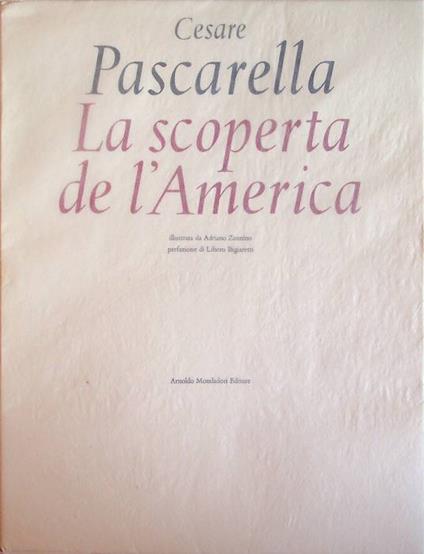 Cesare
Pascarella
La scoperta
de l'America
illustrata da Adriano Zannino
prefazione di Libero Bigiaretti
Arnoldo Mondadori Editore